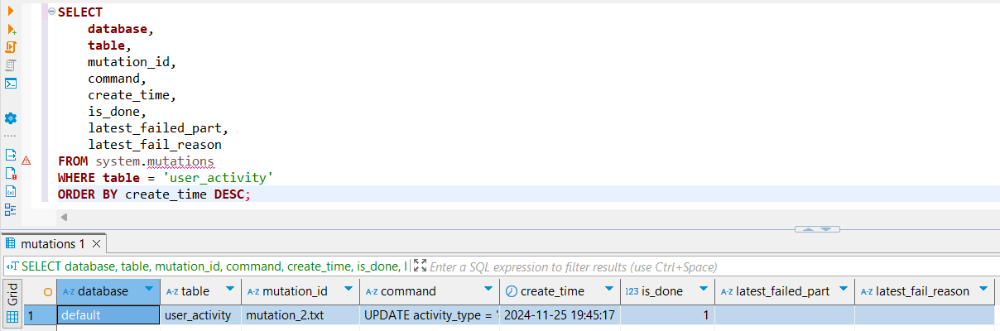 SELECT
database,
table,
mutation_id,
command,
create_time,
is_done,
latest_failed_part,
latest_fail_reason
FROM system.mutations
WHERE table = 'user_activity'
ORDER BY create_time DESC;
mutations 1
SELECT database, table, mutation_id, command, create_time, is_done, l Enter a SQL expression to filter results (use Ctrl+Space)
Grid
A-Z database A-Z table A-Z mutation_id A-Z command create_time 123 is_done A-Z latest_failed_part A-Z latest_fail_reason
1 default user_activity mutation_2.txt UPDATE activity_type = ' 2024-11-25 19:45:17 1